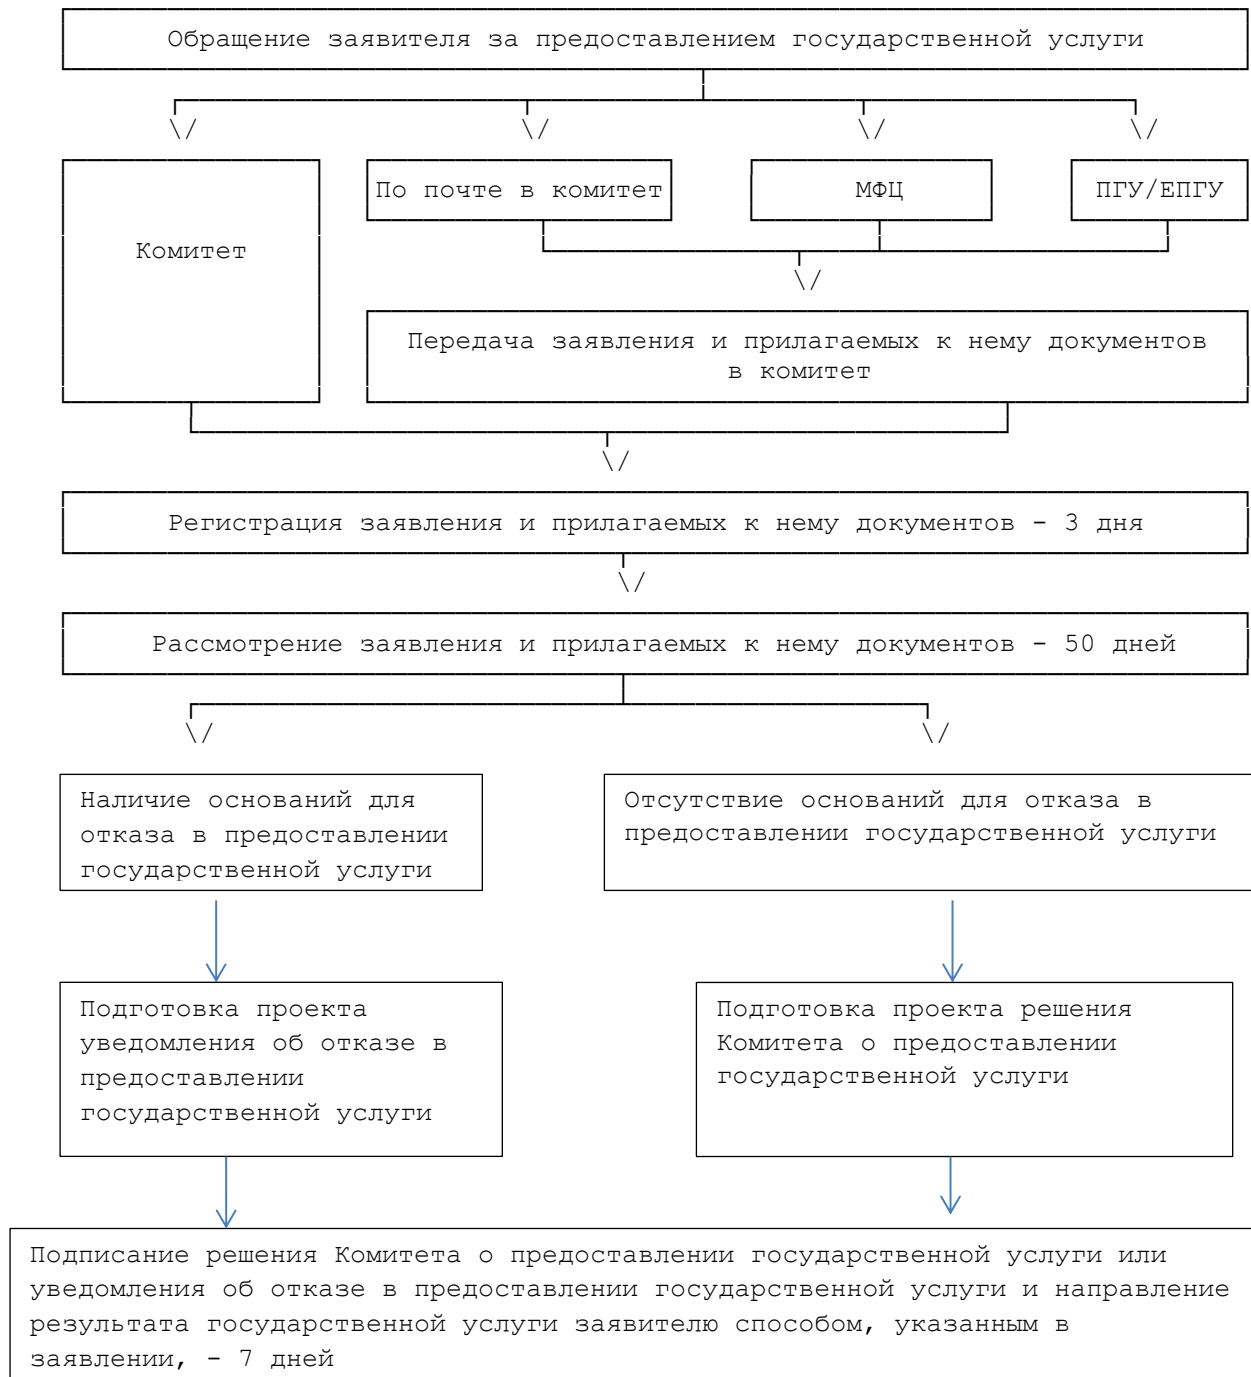 Обращение заявителя за предоставлением государственной услуги
\/ \/ \/ \/
По почте в комитет МФЦ ПГУ/ЕПГУ
Комитет
\/
Передача заявления и прилагаемых к нему документов
в комитет
\/
Регистрация заявления и прилагаемых к нему документов - 3 дня
\/
Рассмотрение заявления и прилагаемых к нему документов - 50 дней
\/ \/
Наличие оснований для
отказа в предоставлении
государственной услуги
Отсутствие оснований для отказа в
предоставлении государственной услуги
Подготовка проекта
уведомления об отказе в
предоставлении
государственной услуги
Подготовка проекта решения
Комитета о предоставлении
государственной услуги
Подписание решения Комитета о предоставлении государственной услуги или
уведомления об отказе в предоставлении государственной услуги и направление
результата государственной услуги заявителю способом, указанным в
заявлении, - 7 дней